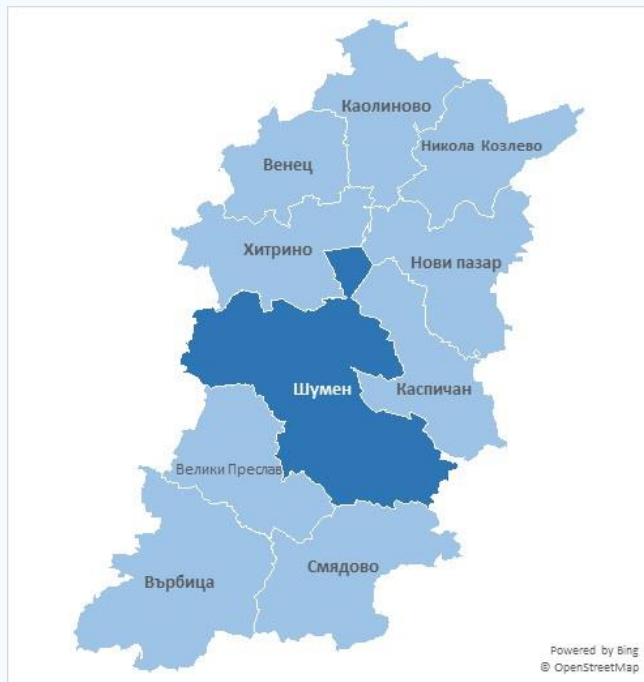 Каолиново
Никола Козлево
Венец
Хитрино
Нови пазар
Шумен
Каспичан
Велики Преслав
Смядово
Върбица
Powered by Bing
© OpenStreetMap